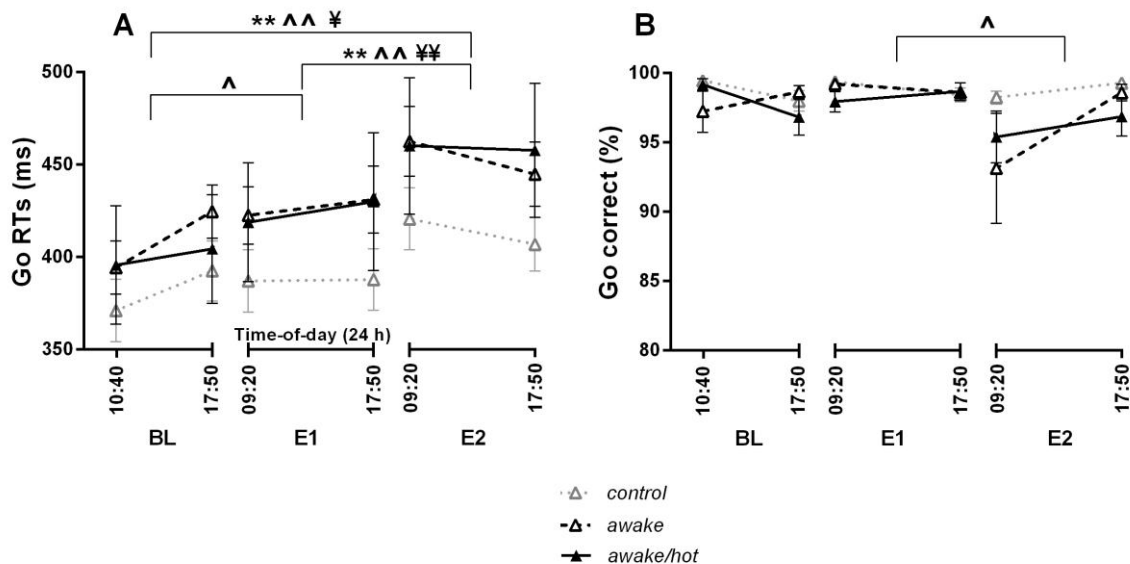 A
** ^ ^ ¥
** ^ ^ ¥¥
^
Go RTs (ms)
500
450
400
350
Time-of-day (24 h)
10:40
17:50
09:20
17:50
09:20
17:50
BL
E1
E2
B
^
Go correct (%)
100
95
90
85
80
10:40
17:50
09:20
17:50
09:20
17:50
BL
E1
E2
control
awake
awake/hot